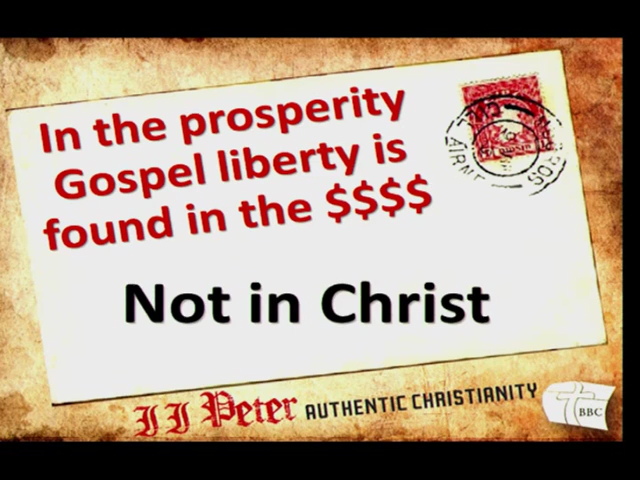 In the prosperity
Gospel liberty is
found in the $$$$
Not in Christ
II Peter AUTHENTIC CHRISTIANITY
BBC